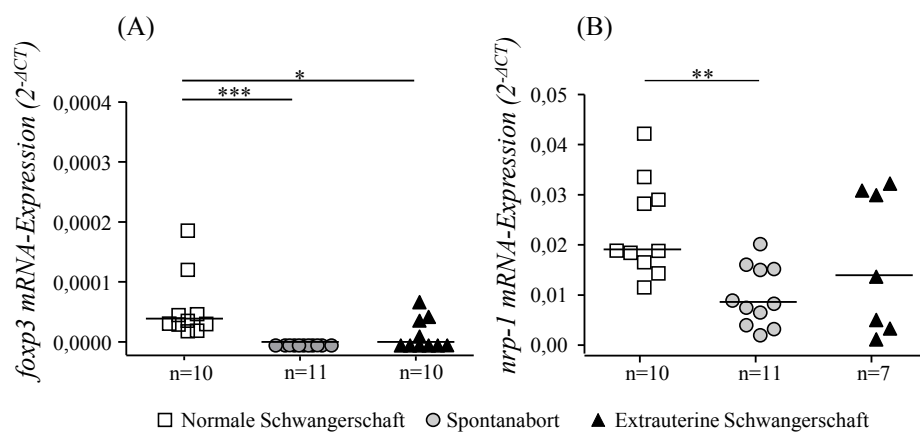 (A)
(B)
foxp3 mRNA-Expression (2-ΔCT)
0,0004
0,0003
0,0002
0,0001
0,0000
*
***
n=10
n=11
n=10
nrp-1 mRNA-Expression (2-ΔCT)
0,05
0,04
0,03
0,02
0,01
0,00
**
n=10
n=11
n=7
Normale Schwangerschaft Spontanabort Extrauterine Schwangerschaft